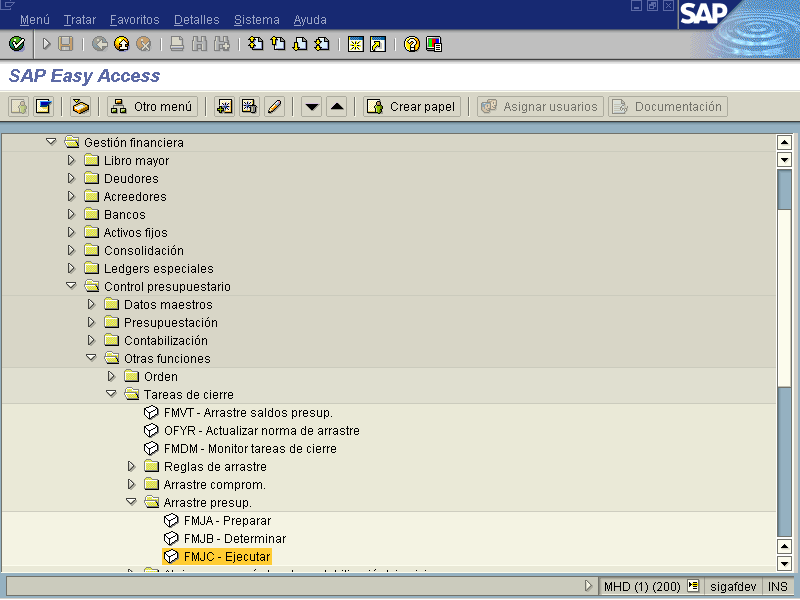 Menú Tratar Favoritos Detalles Sistema Ayuda
SAP
SAP Easy Access
Otro menú Crear papel Asignar usuarios Documentación
Gestión financiera
Libro mayor
Deudores
Acreedores
Bancos
Activos fijos
Consolidación
Ledgers especiales
Control presupuestario
Datos maestros
Presupuestación
Contabilización
Otras funciones
Orden
Tareas de cierre
FMVT - Arrastre saldos presup.
OFYR - Actualizar norma de arrastre
FMDM - Monitor tareas de cierre
Reglas de arrastre
Arrastre comprom.
Arrastre presup.
FMJA - Preparar
FMJB - Determinar
FMJC - Ejecutar
MHD (1) (200) sigafdev INS